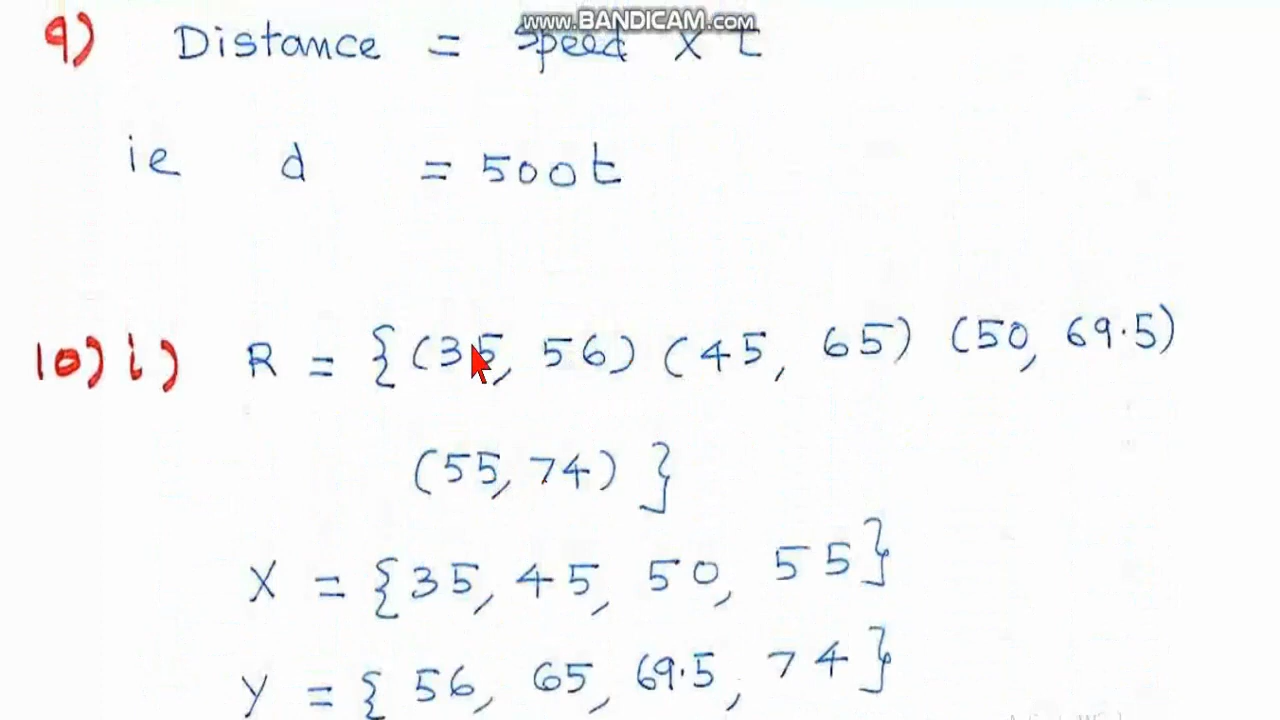 www.BANDICAM.com
9) Distance = Speed x t
ie d = 500t
10) i) R = {(35, 56) (45, 65) (50, 69.5)
(55, 74) }
X = {35, 45, 50, 55}
Y = { 56, 65, 69.5, 74 }